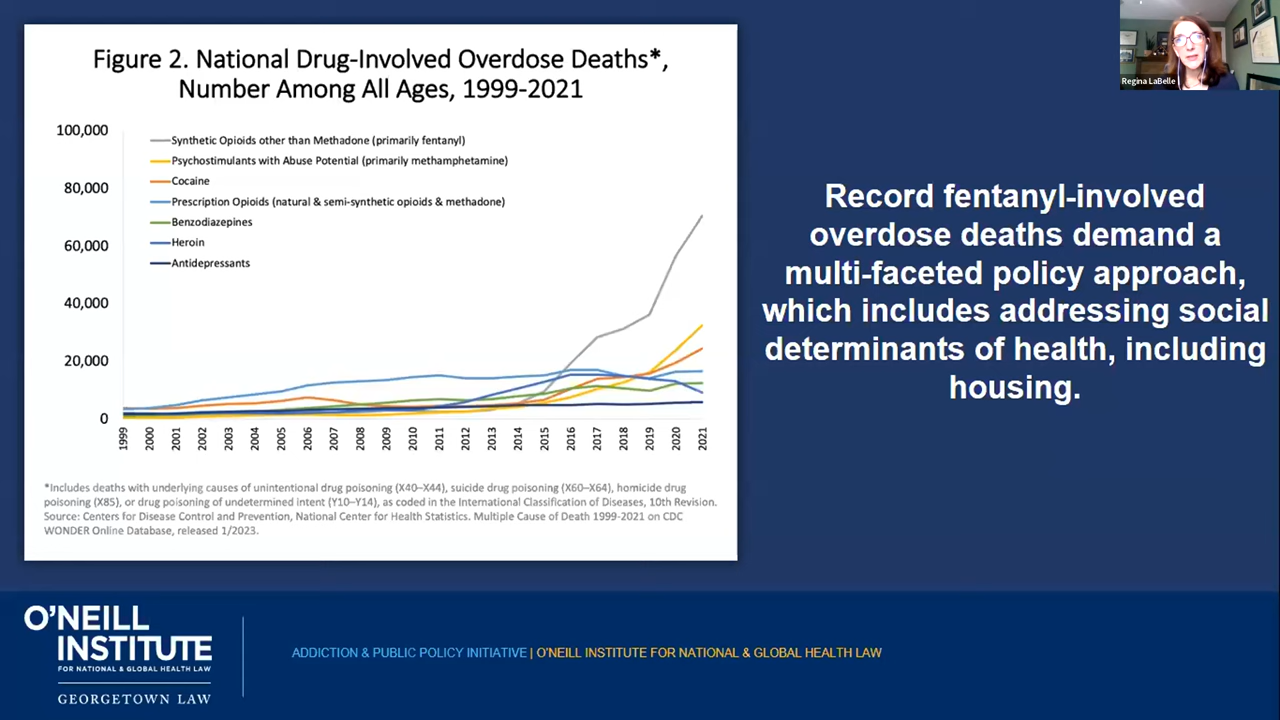 Figure 2. National Drug-Involved Overdose Deaths*,
Number Among All Ages, 1999-2021
100,000
80,000
60,000
40,000
20,000
0
Synthetic Opioids other than Methadone (primarily fentanyl)
Psychostimulants with Abuse Potential (primarily methamphetamine)
Cocaine
Prescription Opioids (natural & semi-synthetic opioids & methadone)
Benzodiazepines
Heroin
Antidepressants
1999
2000
2001
2002
2003
2004
2005
2006
2007
2008
2009
2010
2011
2012
2013
2014
2015
2016
2017
2018
2019
2020
2021
*Includes deaths with underlying causes of unintentional drug poisoning (X40–X44), suicide drug poisoning (X60–X64), homicide drug
poisoning (X85), or drug poisoning of undetermined intent (Y10–Y14), as coded in the International Classification of Diseases, 10th Revision.
Source: Centers for Disease Control and Prevention, National Center for Health Statistics. Multiple Cause of Death 1999-2021 on CDC
WONDER Online Database, released 1/2023.
Regina LaBelle
Record fentanyl-involved
overdose deaths demand a
multi-faceted policy approach,
which includes addressing social
determinants of health, including
housing.
O'NEILL
INSTITUTE
FOR NATIONAL & GLOBAL HEALTH LAW
GEORGETOWN LAW
ADDICTION & PUBLIC POLICY INITIATIVE | O'NEILL INSTITUTE FOR NATIONAL & GLOBAL HEALTH LAW